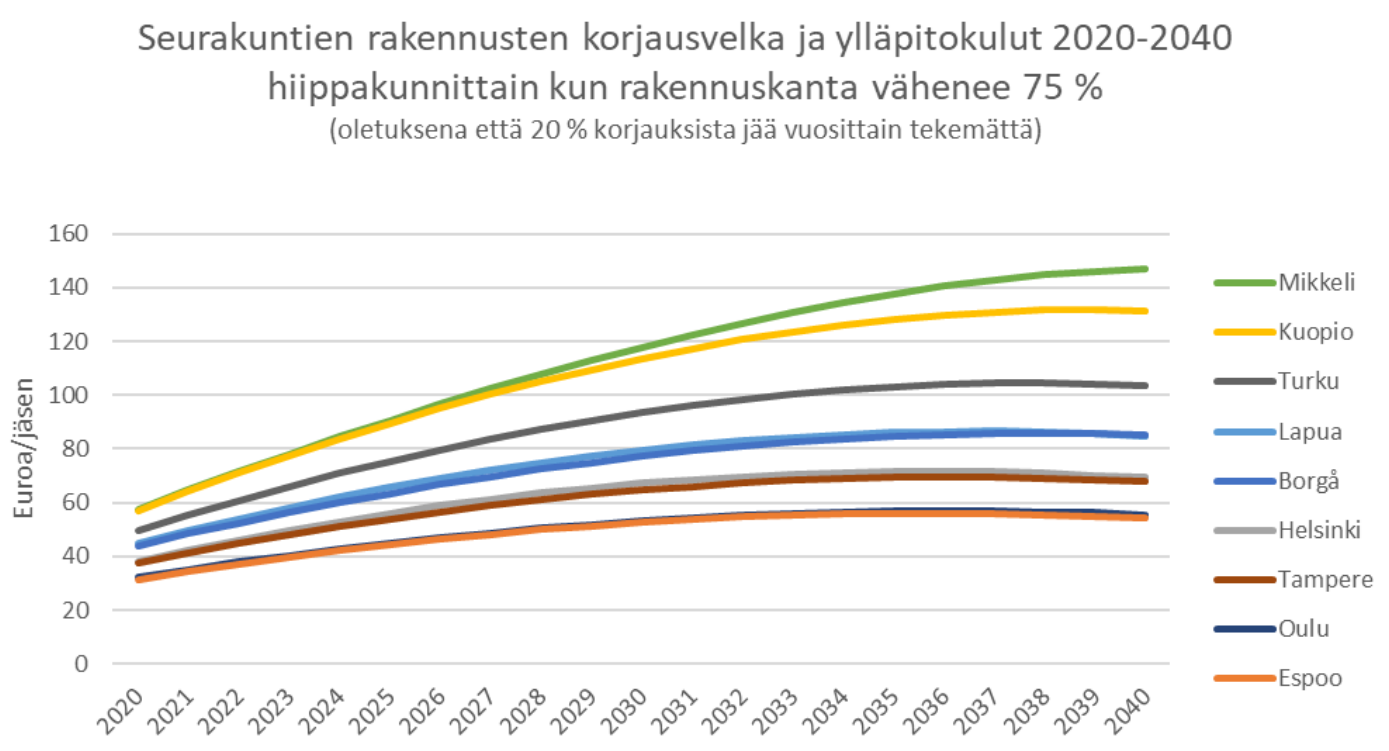 Seurakuntien rakennusten korjausvelka ja ylläpitokulut 2020-2040
hiippakunnittain kun rakennuskanta vähenee 75 %
(oletuksena että 20 % korjauksista jää vuosittain tekemättä)
Euroa/jäsen
160
140
120
100
80
60
40
20
0
2020
2021
2022
2023
2024
2025
2026
2027
2028
2029
2030
2031
2032
2033
2034
2035
2036
2037
2038
2039
2040
Mikkeli
Kuopio
Turku
Lapua
Borgå
Helsinki
Tampere
Oulu
Espoo